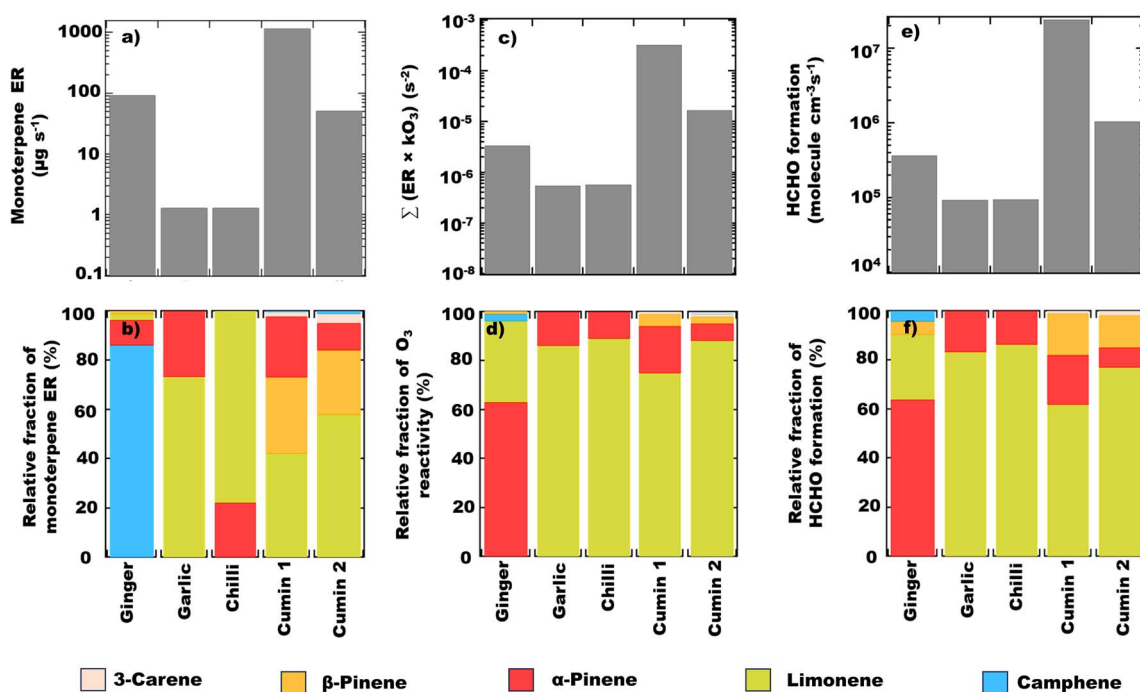 a)
Monoterpene ER
(µg s⁻¹)
1000
100
10
1
0.1
c)
∑ (ER × kO₃) (s⁻²)
10⁻³
10⁻⁴
10⁻⁵
10⁻⁶
10⁻⁷
10⁻⁸
e)
HCHO formation
(molecule cm⁻³s⁻¹)
10⁷
10⁶
10⁵
10⁴
b)
Relative fraction of
monoterpene ER (%)
100
80
60
40
20
0
Ginger
Garlic
Chilli
Cumin 1
Cumin 2
d)
Relative fraction of O₃
reactivity (%)
100
80
60
40
20
0
Ginger
Garlic
Chilli
Cumin 1
Cumin 2
f)
Relative fraction of
HCHO formation (%)
100
80
60
40
20
0
Ginger
Garlic
Chilli
Cumin 1
Cumin 2
3-Carene
β-Pinene
α-Pinene
Limonene
Camphene